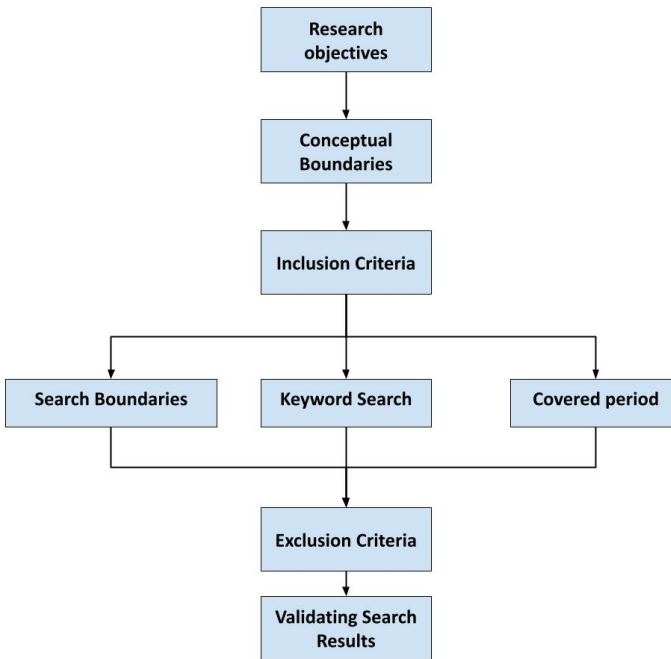 Research
objectives
Conceptual
Boundaries
Inclusion Criteria
Search Boundaries
Keyword Search
Covered period
Exclusion Criteria
Validating Search
Results